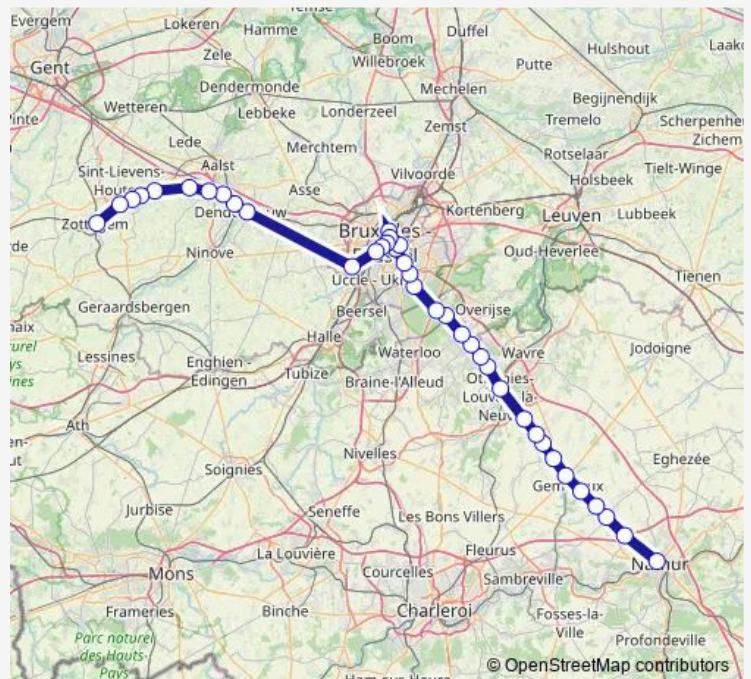 Evergem
Lokeren
Hamme
Temse
Duffel
Boom
Gent
Zele
Willebroek
Hulshout
Putte
Dendermonde
Mechelen
Wetteren
Lebbeke
Londerzeel
Begijnendijk
Zemst
Tremelo
Lede
Merchtem
Zichem
Rotselaar
Aalst
Sint-Lievens-
Vilvoorde
Tielt-Winge
Asse
Holsbeek
Kortenberg
Leuven
Lubbeek
Ninove
Oud-Heverlee
Tienen
Geraardsbergen
Beersel
Overijse
Halle
Lessines
Waterloo
Wavre
Jodoigne
Enghien -
Edingen
Tubize
Braine-l'Alleud
Ath
Nivelles
Soignies
Eghezée
Jurbise
Seneffe
Les Bons Villers
La Louvière
Fleurus
Mons
Courcelles
Sambreville
Frameries
Binche
Charleroi
Fosses-la-
Ville
Profondeville
Parc naturel
des Hauts-
Pays
© OpenStreetMap contributors